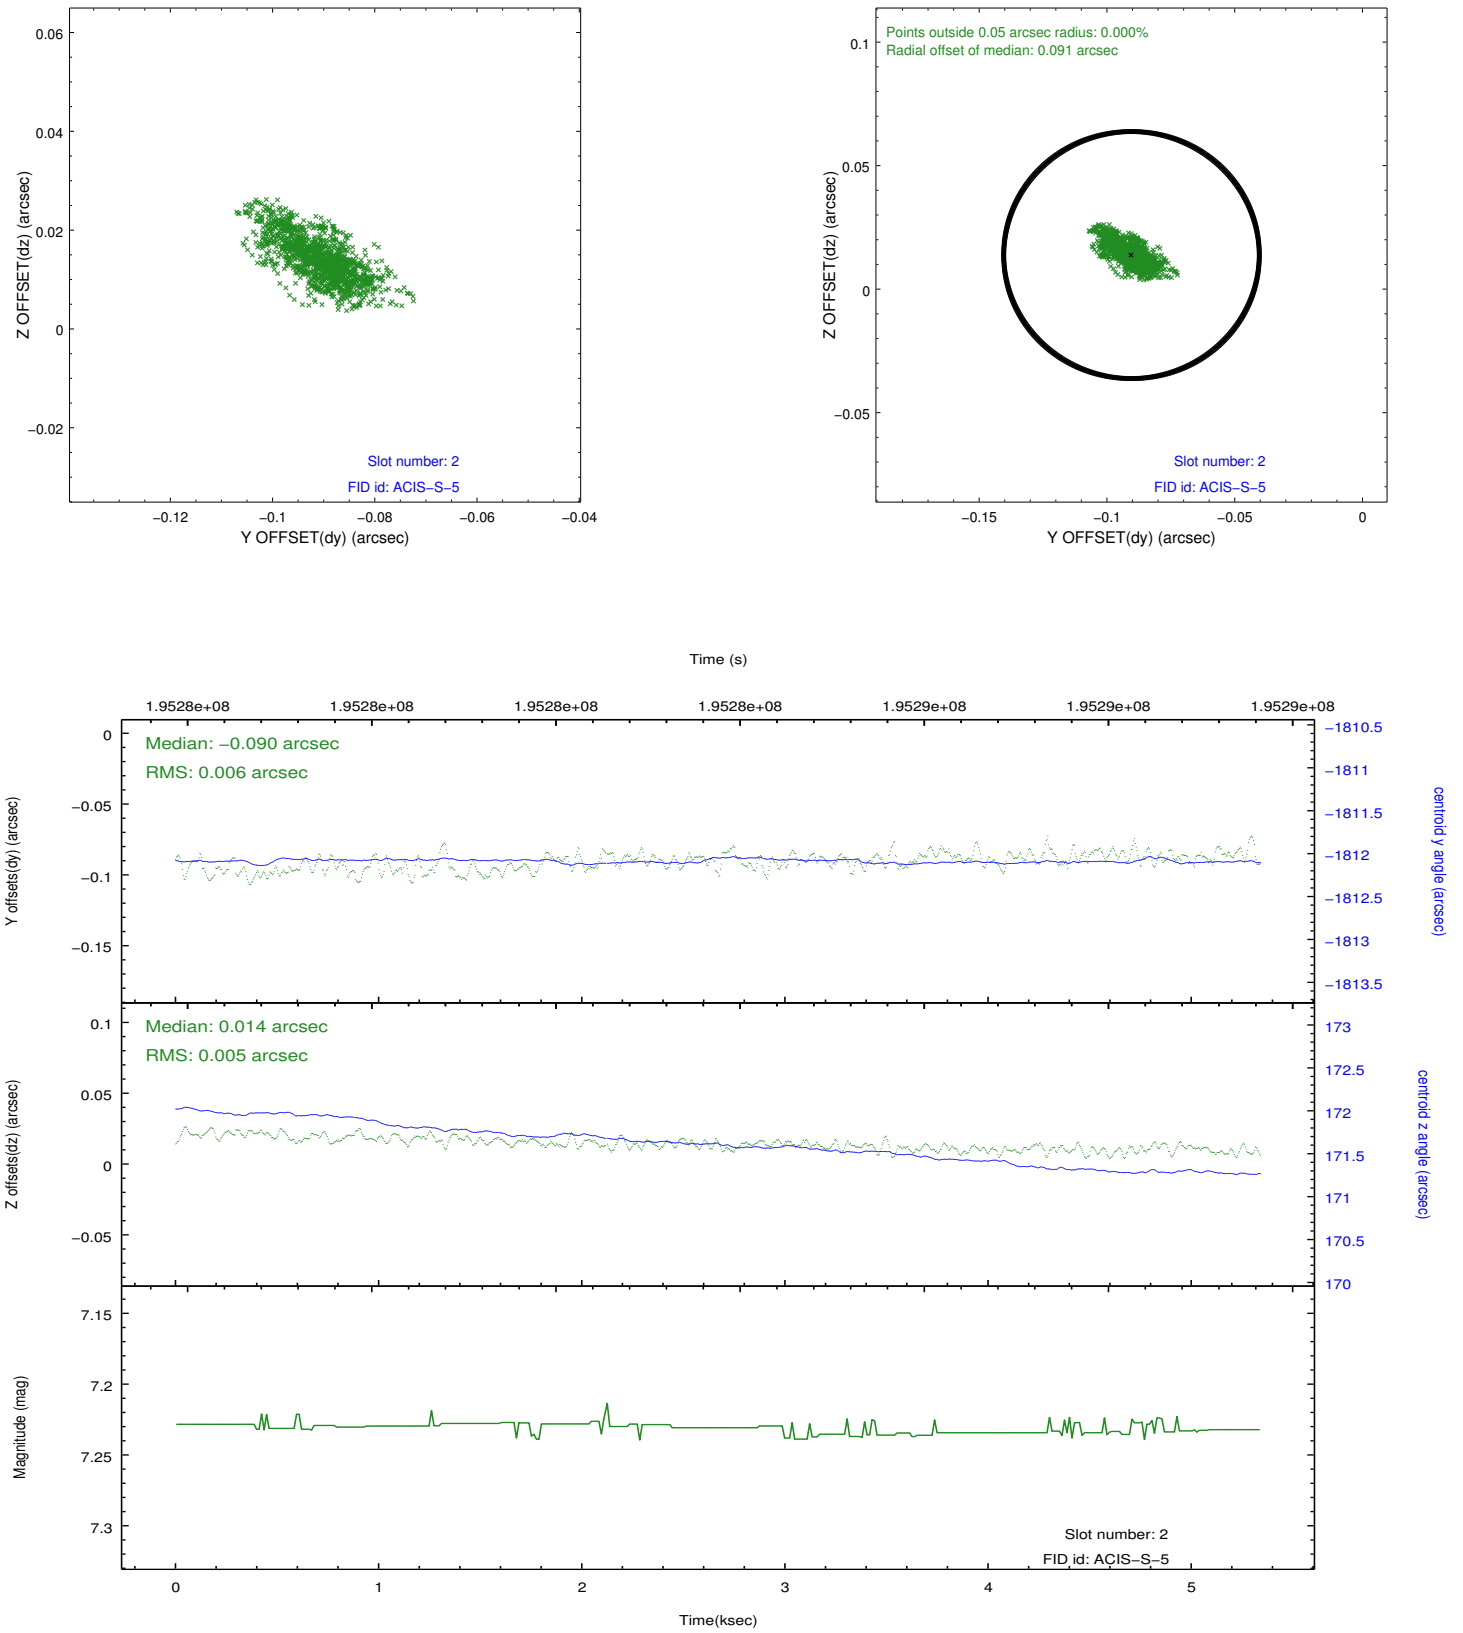 0.06
0.04
0.02
0
−0.02
Z OFFSET(dz) (arcsec)
Slot number: 2
FID id: ACIS−S−5
−0.12
−0.1
−0.08
−0.06
−0.04
Y OFFSET(dy) (arcsec)
Points outside 0.05 arcsec radius: 0.000%
Radial offset of median: 0.091 arcsec
0.1
0.05
0
−0.05
Z OFFSET(dz) (arcsec)
Slot number: 2
FID id: ACIS−S−5
−0.15
−0.1
−0.05
0
Y OFFSET(dy) (arcsec)
Time (s)
1.9528e+08
1.9528e+08
1.9528e+08
1.9528e+08
1.9529e+08
1.9529e+08
1.9529e+08
Median: −0.090 arcsec
RMS: 0.006 arcsec
0
−0.05
−0.1
−0.15
Y offsets(dy) (arcsec)
−1810.5
−1811
−1811.5
−1812
−1812.5
−1813
−1813.5
centroid y angle (arcsec)
Median: 0.014 arcsec
RMS: 0.005 arcsec
0.1
0.05
0
−0.05
Z offsets(dz) (arcsec)
173
172.5
172
171.5
171
170.5
170
centroid z angle (arcsec)
7.15
7.2
7.25
7.3
Magnitude (mag)
Slot number: 2
FID id: ACIS−S−5
0
1
2
3
4
5
Time(ksec)